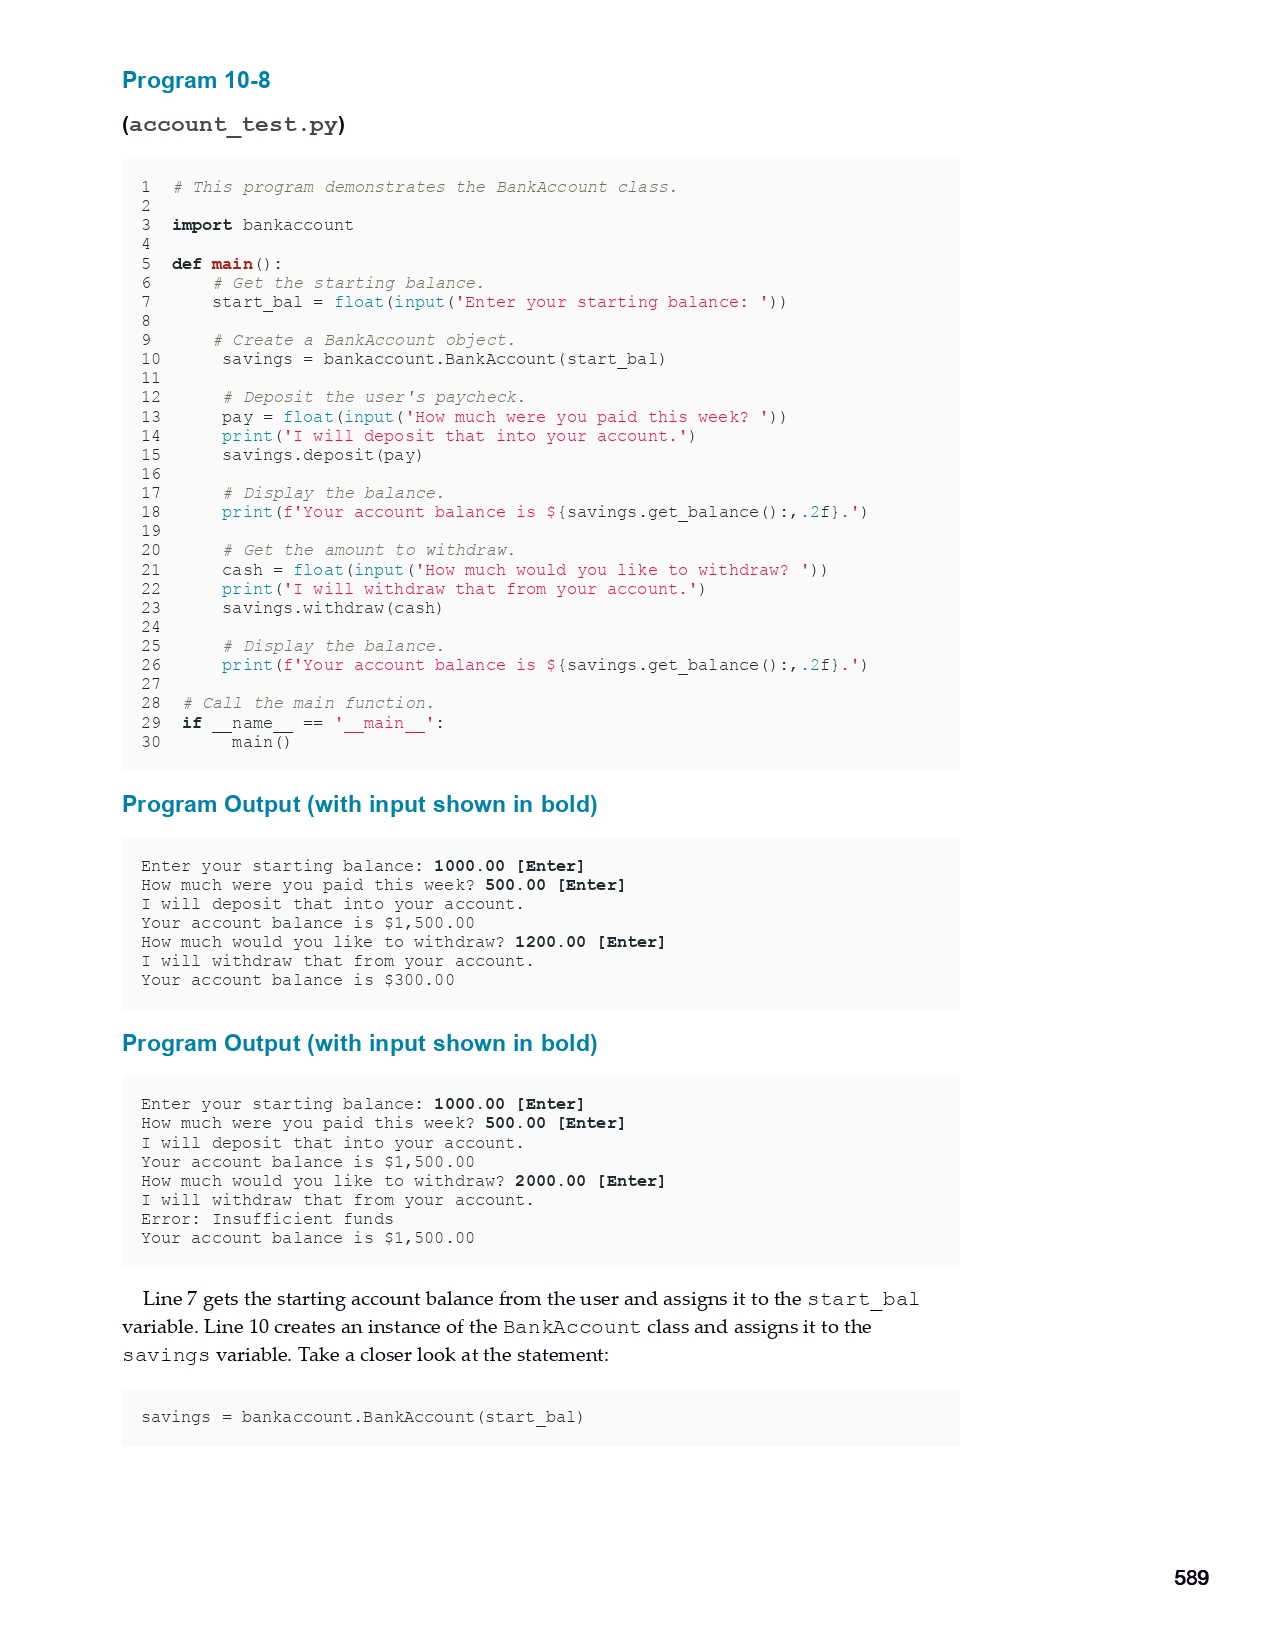 Program 10-8
(account_test.py)
1  # This program demonstrates the BankAccount class.
2
3  import bankaccount
4
5  def main():
6      # Get the starting balance.
7      start_bal = float(input('Enter your starting balance: '))
8
9      # Create a BankAccount object.
10      savings = bankaccount.BankAccount(start_bal)
11
12      # Deposit the user's paycheck.
13      pay = float(input('How much were you paid this week? '))
14      print('I will deposit that into your account.')
15      savings.deposit(pay)
16
17      # Display the balance.
18      print(f'Your account balance is ${savings.get_balance():,.2f}.')
19
20      # Get the amount to withdraw.
21      cash = float(input('How much would you like to withdraw? '))
22      print('I will withdraw that from your account.')
23      savings.withdraw(cash)
24
25      # Display the balance.
26      print(f'Your account balance is ${savings.get_balance():,.2f}.')
27
28  # Call the main function.
29  if __name__ == '__main__':
30       main()
Program Output (with input shown in bold)
Enter your starting balance: 1000.00 [Enter]
How much were you paid this week? 500.00 [Enter]
I will deposit that into your account.
Your account balance is $1,500.00
How much would you like to withdraw? 1200.00 [Enter]
I will withdraw that from your account.
Your account balance is $300.00
Program Output (with input shown in bold)
Enter your starting balance: 1000.00 [Enter]
How much were you paid this week? 500.00 [Enter]
I will deposit that into your account.
Your account balance is $1,500.00
How much would you like to withdraw? 2000.00 [Enter]
I will withdraw that from your account.
Error: Insufficient funds
Your account balance is $1,500.00
Line 7 gets the starting account balance from the user and assigns it to the start_bal
variable. Line 10 creates an instance of the BankAccount class and assigns it to the
savings variable. Take a closer look at the statement:
savings = bankaccount.BankAccount(start_bal)
589